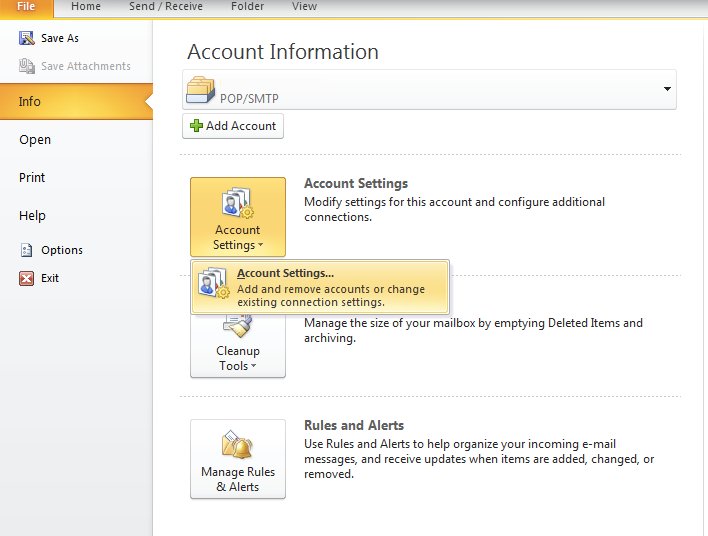 File Home Send / Receive Folder View
Save As
Save Attachments
Info
Open
Print
Help
Options
Exit
Account Information
POP/SMTP
Add Account
Account
Settings
Account Settings
Modify settings for this account and configure additional
connections.
Account Settings...
Add and remove accounts or change
existing connection settings.
Cleanup
Tools
Manage the size of your mailbox by emptying Deleted Items and
archiving.
Manage Rules
& Alerts
Rules and Alerts
Use Rules and Alerts to help organize your incoming e-mail
messages, and receive updates when items are added, changed, or
removed.